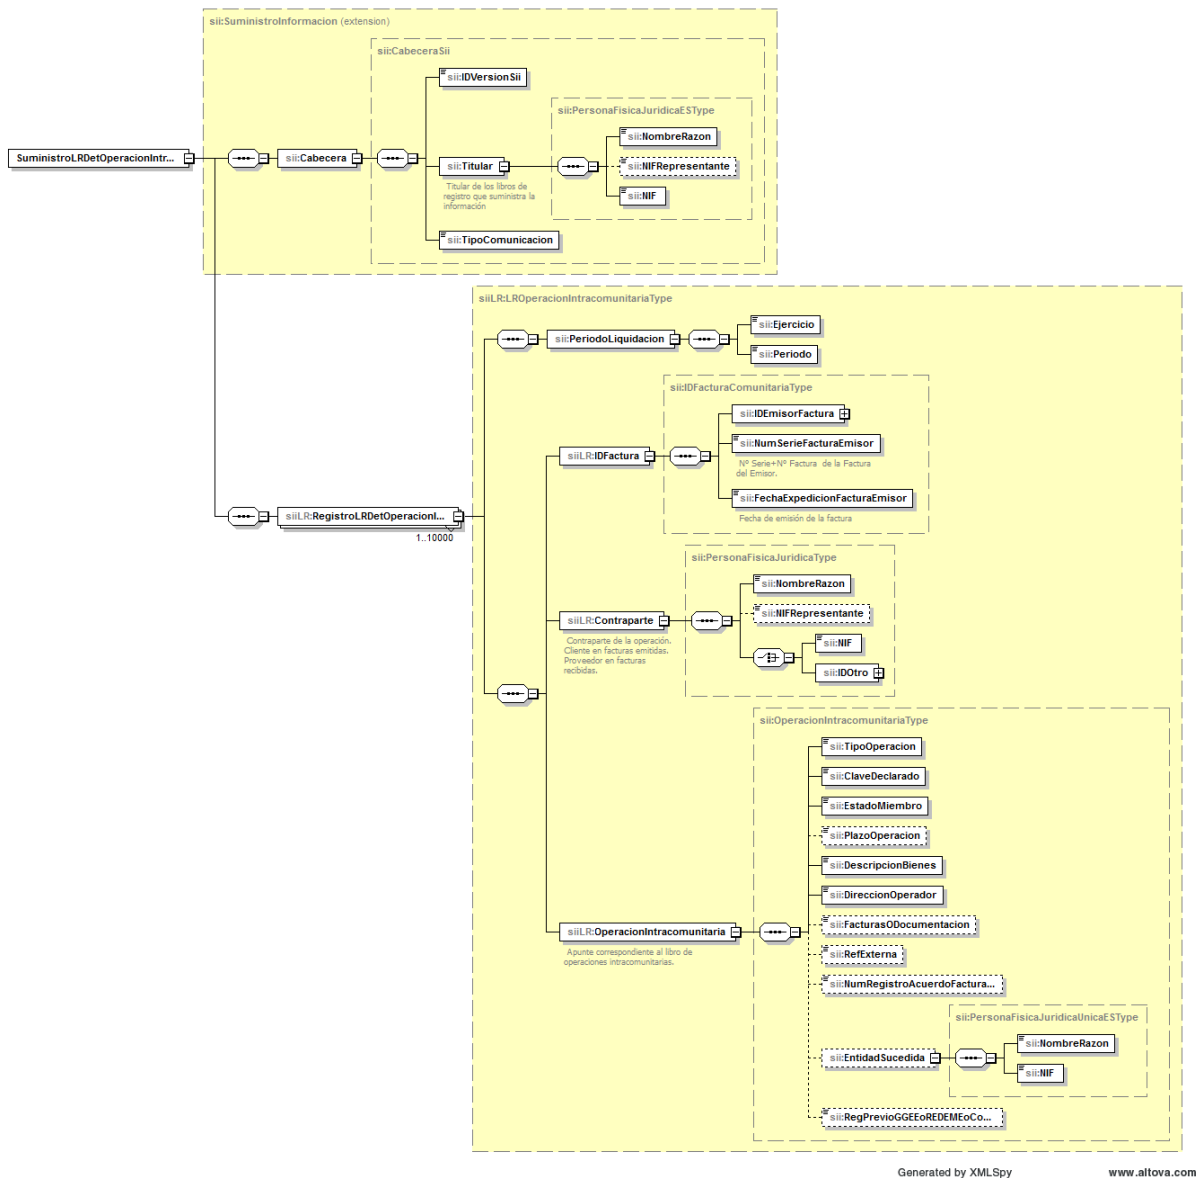 sii:SuministroInformacion (extension)
sii:CabeceraSii
sii:IDVersionSii
sii:PersonaFisicaJuridicaESType
sii:NombreRazon
SuministroLRDetOperacionIntr...
sii:Cabecera
sii:Titular
sii:NIFRepresentante
Titular de los libros de
registro que suministra la
información
sii:NIF
sii:TipoComunicacion
siiLR:LROperacionIntracomunitariaType
sii:Ejercicio
sii:PeriodoLiquidacion
sii:Periodo
sii:IDFacturaComunitariaType
sii:IDEmisorFactura
sii:NumSerieFacturaEmisor
siiLR:IDFactura
Nº Serie+Nº Factura de la Factura
del Emisor.
sii:FechaExpedicionFacturaEmisor
Fecha de emisión de la factura
siiLR:RegistroLRDetOperacionI...
1..10000
sii:PersonaFisicaJuridicaType
sii:NombreRazon
sii:NIFRepresentante
siiLR:Contraparte
Contraparte de la operación.
Cliente en facturas emitidas.
Proveedor en facturas
recibidas.
sii:NIF
sii:IDOtro
sii:OperacionIntracomunitariaType
sii:TipoOperacion
sii:ClaveDeclarado
sii:EstadoMiembro
sii:PlazoOperacion
sii:DescripcionBienes
sii:DireccionOperador
sii:FacturasODocumentacion
siiLR:OperacionIntracomunitaria
Apunte correspondiente al libro de
operaciones intracomunitarias.
sii:RefExterna
sii:NumRegistroAcuerdoFactura...
sii:PersonaFisicaJuridicaUnicaESType
sii:NombreRazon
sii:EntidadSucedida
sii:NIF
sii:RegPrevioGGEEoREDEMEoCo...
Generated by XMLSpy
www.altova.com